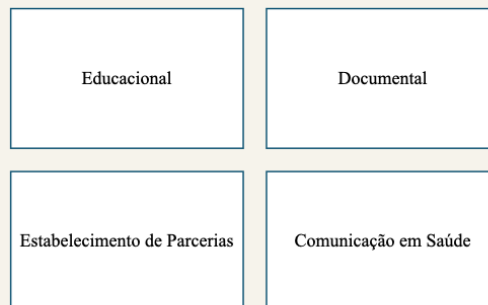 Educacional
Documental
Estabelecimento de Parcerias
Comunicação em Saúde